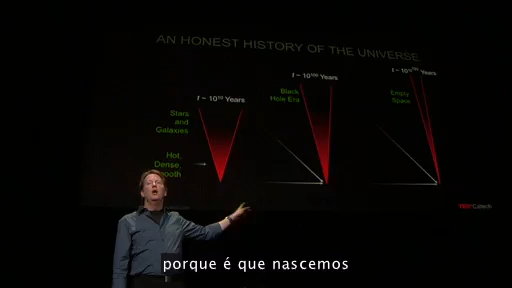 AN HONEST HISTORY OF THE UNIVERSE
t ~ 10¹⁰ Years
Stars
and
Galaxies
Hot,
Dense,
Smooth
t ~ 10¹⁰⁰ Years
Black
Hole Era
Years
Empty
Space
TEDxCaltech
porque é que nascemos